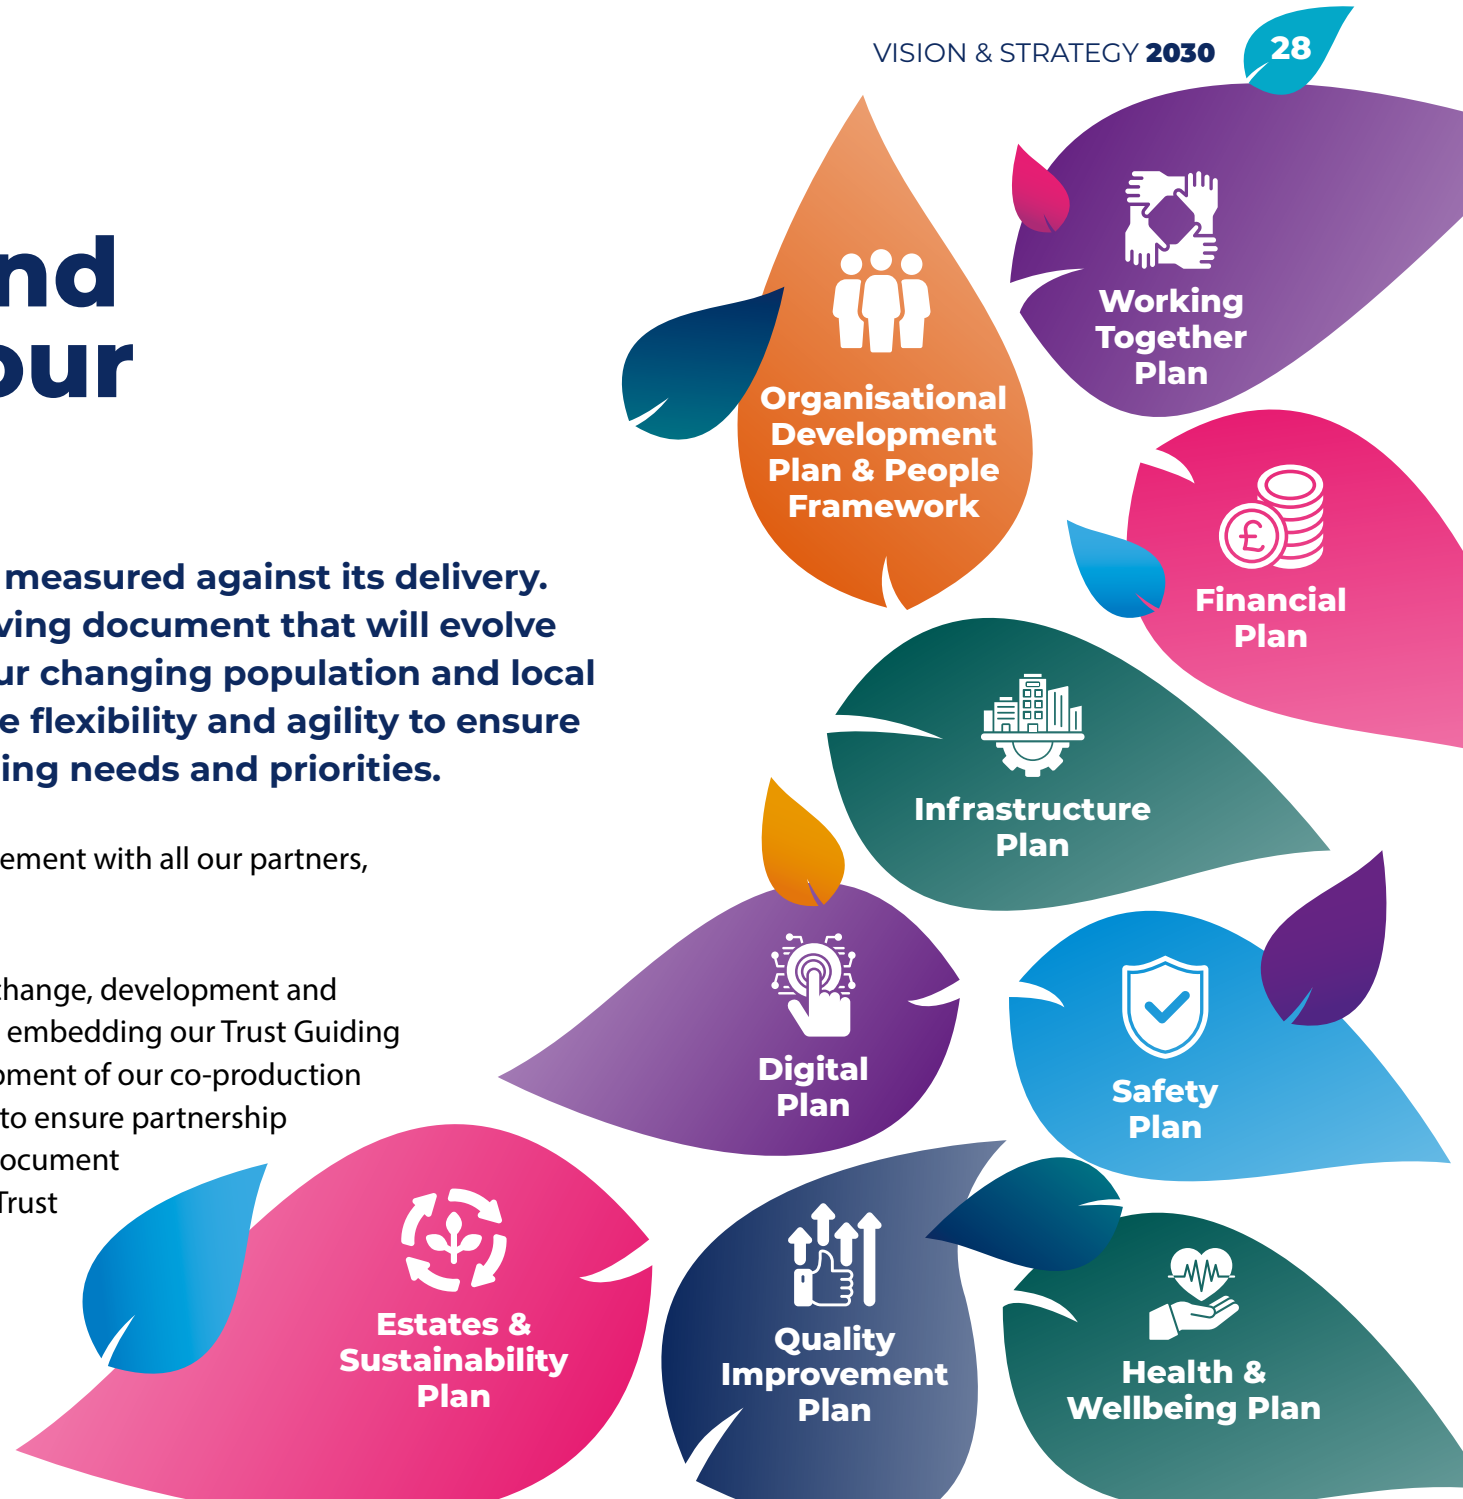 VISION & STRATEGY 2030 28
nd
our
measured against its delivery.
ving document that will evolve
ur changing population and local
e flexibility and agility to ensure
ing needs and priorities.
ement with all our partners,
change, development and
embedding our Trust Guiding
pment of our co-production
to ensure partnership
ocument
Trust
Working
Together
Plan
Organisational
Development
Plan & People
Framework
Financial
Plan
Infrastructure
Plan
Digital
Plan
Safety
Plan
Estates &
Sustainability
Plan
Quality
Improvement
Plan
Health &
Wellbeing Plan